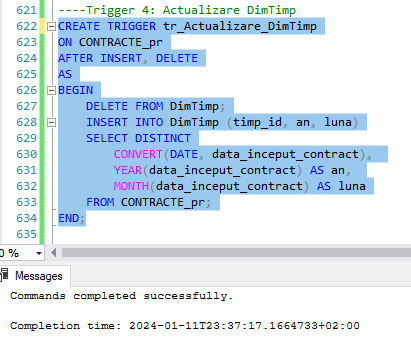 621
622
623
624
625
626
627
628
629
630
631
632
633
634
635
----Trigger 4: Actualizare DimTimp
CREATE TRIGGER tr_Actualizare_DimTimp
ON CONTRACTE_pr
AFTER INSERT, DELETE
AS
BEGIN
    DELETE FROM DimTimp;
    INSERT INTO DimTimp (timp_id, an, luna)
    SELECT DISTINCT
        CONVERT(DATE, data_inceput_contract),
        YEAR(data_inceput_contract) AS an,
        MONTH(data_inceput_contract) AS luna
    FROM CONTRACTE_pr;
END;
0 %
Messages
Commands completed successfully.
Completion time: 2024-01-11T23:37:17.1664733+02:00